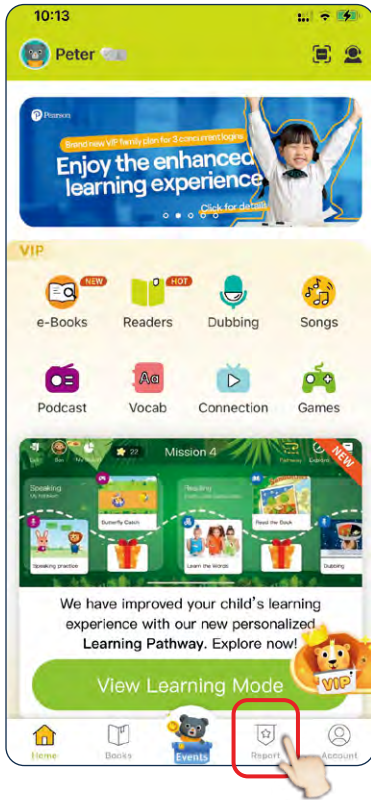 10:13
Peter
Pearson
Brand new VIP family plan for 3 concurrent logins
Enjoy the enhanced
learning experience
Click for details
VIP
NEW
HOT
e-Books
Readers
Dubbing
Songs
Aa
Podcast
Vocab
Connection
Games
22
Mission 4
Pathway
NEW
Speaking
Reading
Butterfly Catch
Read the Book
Speaking practice
Learn the Words
Dubbing
We have improved your child's learning
experience with our new personalized
Learning Pathway. Explore now!
View Learning Mode
VIP
Home
Books
Events
Report
Account